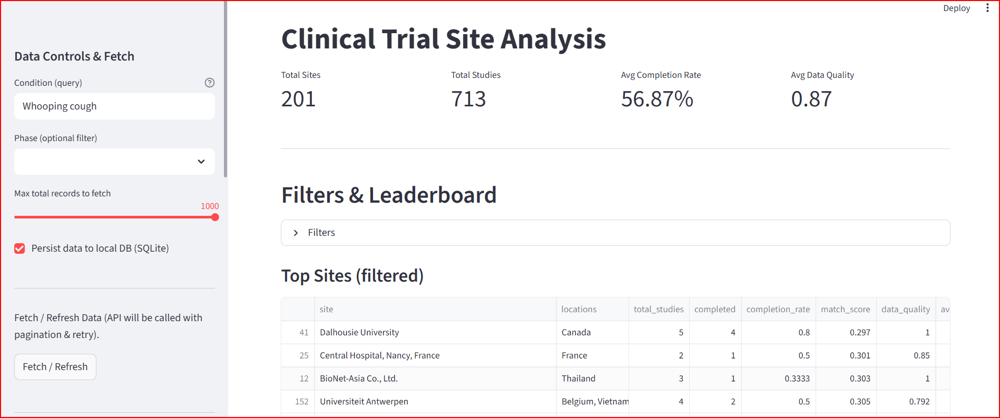 Deploy
Data Controls & Fetch
Condition (query)
Whooping cough
Phase (optional filter)
Max total records to fetch
1000
Persist data to local DB (SQLite)
Fetch / Refresh Data (API will be called with
pagination & retry).
Fetch / Refresh
Clinical Trial Site Analysis
Total Sites Total Studies Avg Completion Rate Avg Data Quality
201 713 56.87% 0.87
Filters & Leaderboard
Filters
Top Sites (filtered)
site locations total_studies completed completion_rate match_score data_quality av
41 Dalhousie University Canada 5 4 0.8 0.297 1
25 Central Hospital, Nancy, France France 2 1 0.5 0.301 0.85
12 BioNet-Asia Co., Ltd. Thailand 3 1 0.3333 0.303 1
152 Universiteit Antwerpen Belgium, Vietnam 4 2 0.5 0.305 0.792